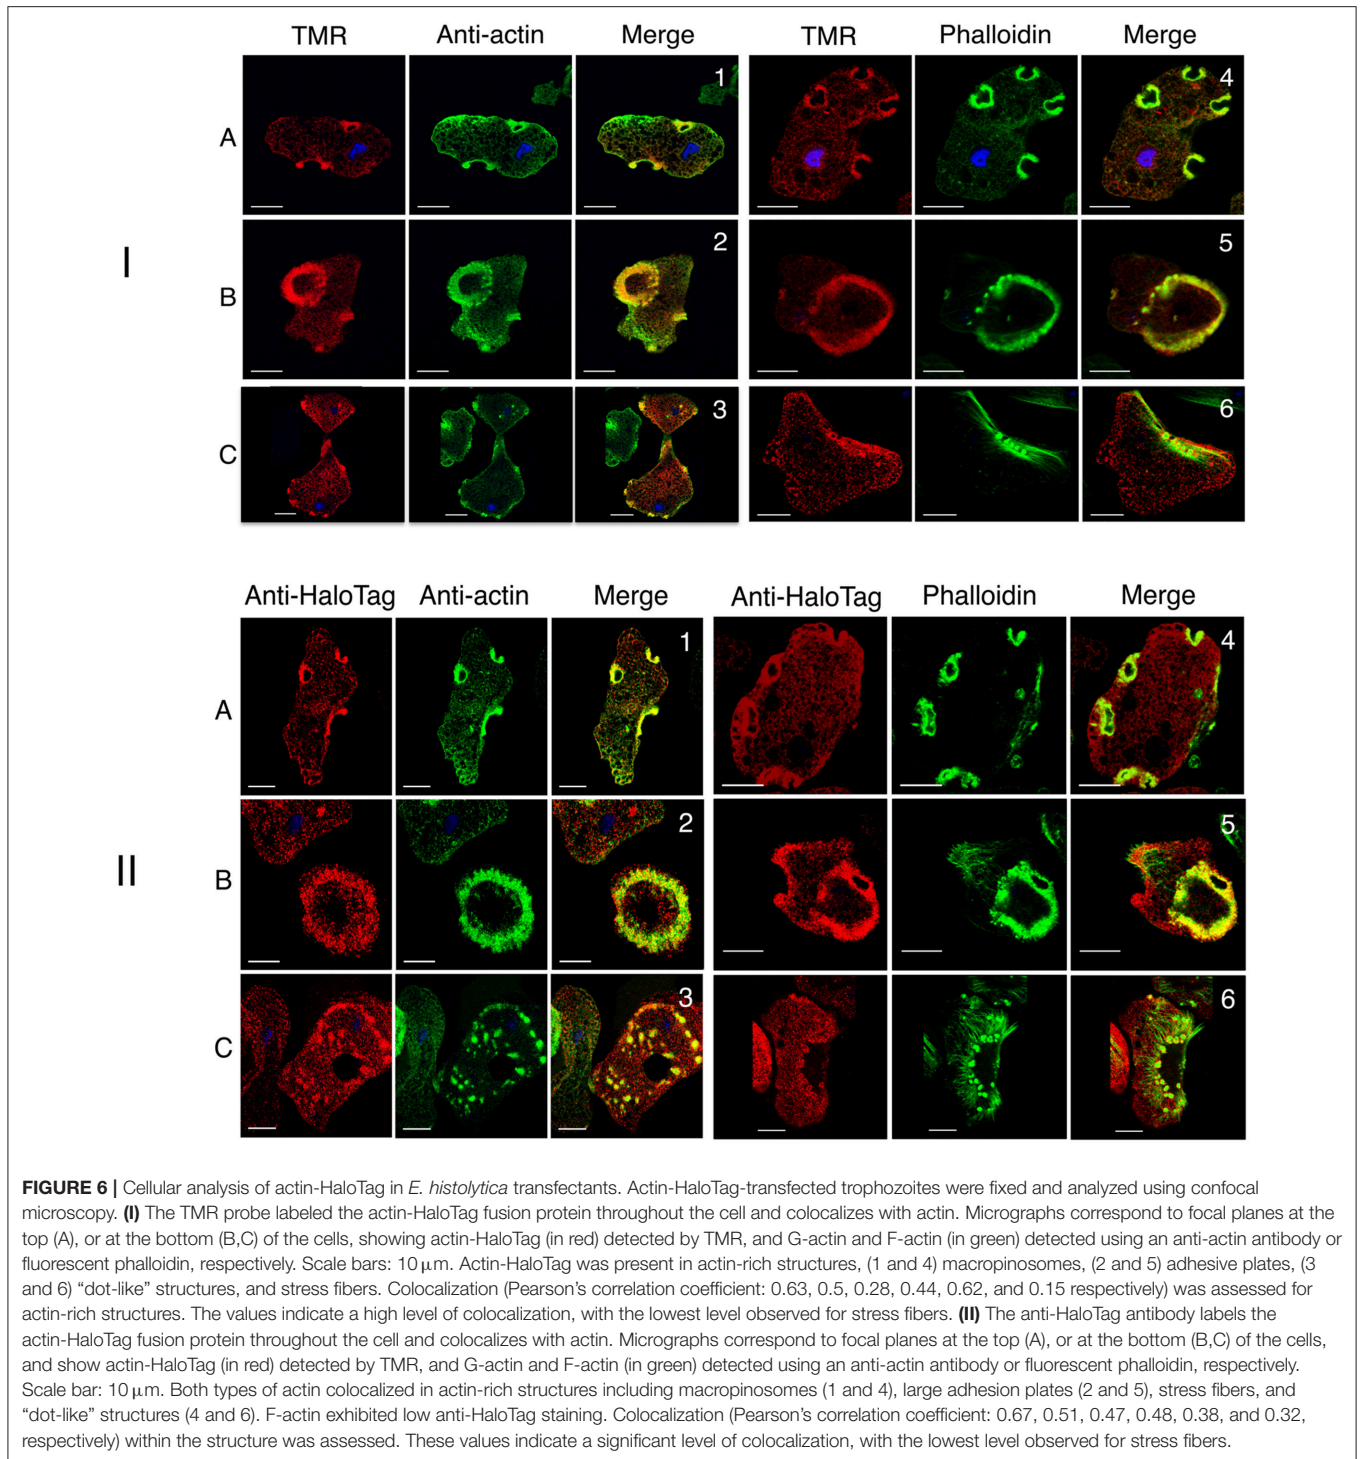 TMR Anti-actin Merge TMR Phalloidin Merge
1 4
A
2 5
I
B
3 6
C
Anti-HaloTag Anti-actin Merge Anti-HaloTag Phalloidin Merge
1 4
A
2 5
II
B
3 6
C
FIGURE 6 | Cellular analysis of actin-HaloTag in E. histolytica transfectants. Actin-HaloTag-transfected trophozoites were fixed and analyzed using confocal
microscopy. (I) The TMR probe labeled the actin-HaloTag fusion protein throughout the cell and colocalizes with actin. Micrographs correspond to focal planes at the
top (A), or at the bottom (B,C) of the cells, showing actin-HaloTag (in red) detected by TMR, and G-actin and F-actin (in green) detected using an anti-actin antibody or
fluorescent phalloidin, respectively. Scale bars: 10 μm. Actin-HaloTag was present in actin-rich structures, (1 and 4) macropinosomes, (2 and 5) adhesive plates, (3
and 6) “dot-like” structures, and stress fibers. Colocalization (Pearson’s correlation coefficient: 0.63, 0.5, 0.28, 0.44, 0.62, and 0.15 respectively) was assessed for
actin-rich structures. The values indicate a high level of colocalization, with the lowest level observed for stress fibers. (II) The anti-HaloTag antibody labels the
actin-HaloTag fusion protein throughout the cell and colocalizes with actin. Micrographs correspond to focal planes at the top (A), or at the bottom (B,C) of the cells,
and show actin-HaloTag (in red) detected by TMR, and G-actin and F-actin (in green) detected using an anti-actin antibody or fluorescent phalloidin, respectively.
Scale bar: 10 μm. Both types of actin colocalized in actin-rich structures including macropinosomes (1 and 4), large adhesion plates (2 and 5), stress fibers, and
“dot-like” structures (4 and 6). F-actin exhibited low anti-HaloTag staining. Colocalization (Pearson’s correlation coefficient: 0.67, 0.51, 0.47, 0.48, 0.38, and 0.32,
respectively) within the structure was assessed. These values indicate a significant level of colocalization, with the lowest level observed for stress fibers.